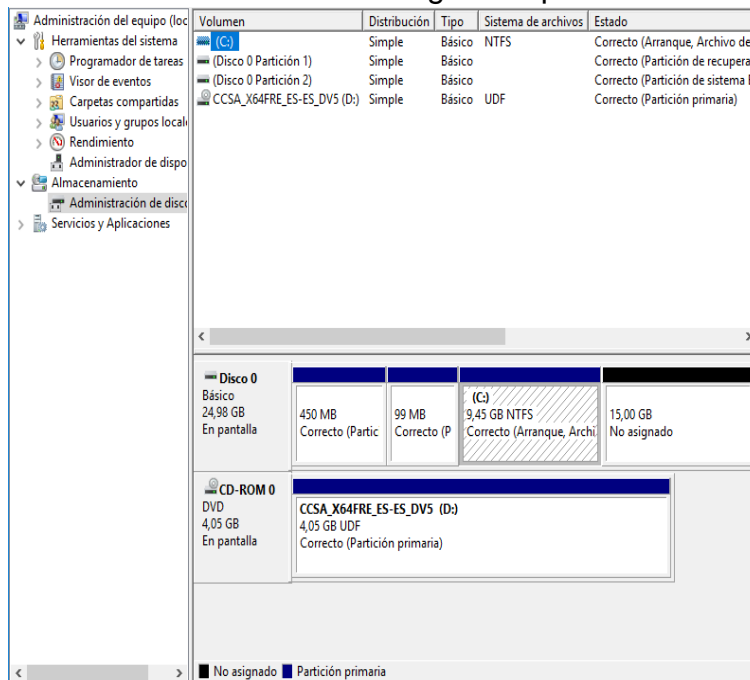 Administración del equipo (loc
Herramientas del sistema
Programador de tareas
Visor de eventos
Carpetas compartidas
Usuarios y grupos local
Rendimiento
Administrador de dispo
Almacenamiento
Administración de disco
Servicios y Aplicaciones
Volumen Distribución Tipo Sistema de archivos Estado
(C:) Simple Básico NTFS Correcto (Arranque, Archivo de
(Disco 0 Partición 1) Simple Básico Correcto (Partición de recupera
(Disco 0 Partición 2) Simple Básico Correcto (Partición de sistema
CCSA_X64FRE_ES-ES_DV5 (D:) Simple Básico UDF Correcto (Partición primaria)
Disco 0
Básico
24,98 GB
En pantalla
450 MB
Correcto (Partic
99 MB
Correcto (P
(C:)
9,45 GB NTFS
Correcto (Arranque, Archi
15,00 GB
No asignado
CD-ROM 0
DVD
4,05 GB
En pantalla
CCSA_X64FRE_ES-ES_DV5 (D:)
4,05 GB UDF
Correcto (Partición primaria)
No asignado Partición primaria